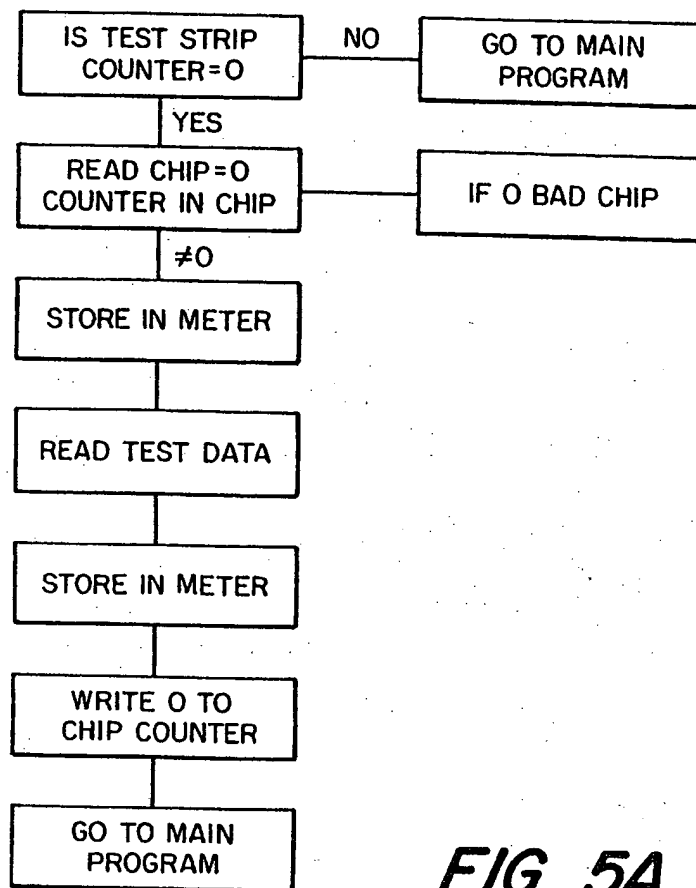 IS TEST STRIP
COUNTER=0
NO
GO TO MAIN
PROGRAM
YES
READ CHIP=0
COUNTER IN CHIP
IF 0 BAD CHIP
≠0
STORE IN METER
READ TEST DATA
STORE IN METER
WRITE 0 TO
CHIP COUNTER
GO TO MAIN
PROGRAM
FIG. 5A